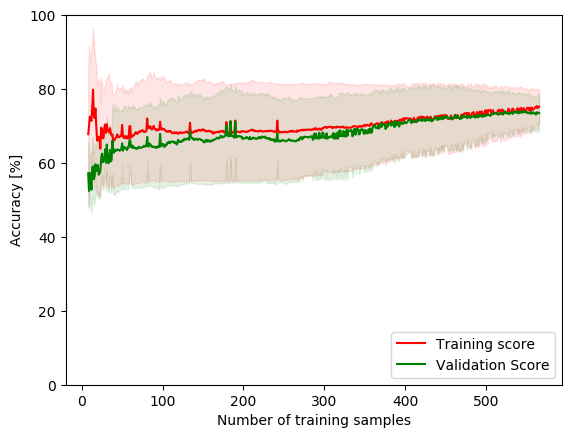 100
80
60
40
20
0
Accuracy [%]
0 100 200 300 400 500
Number of training samples
Training score
Validation Score